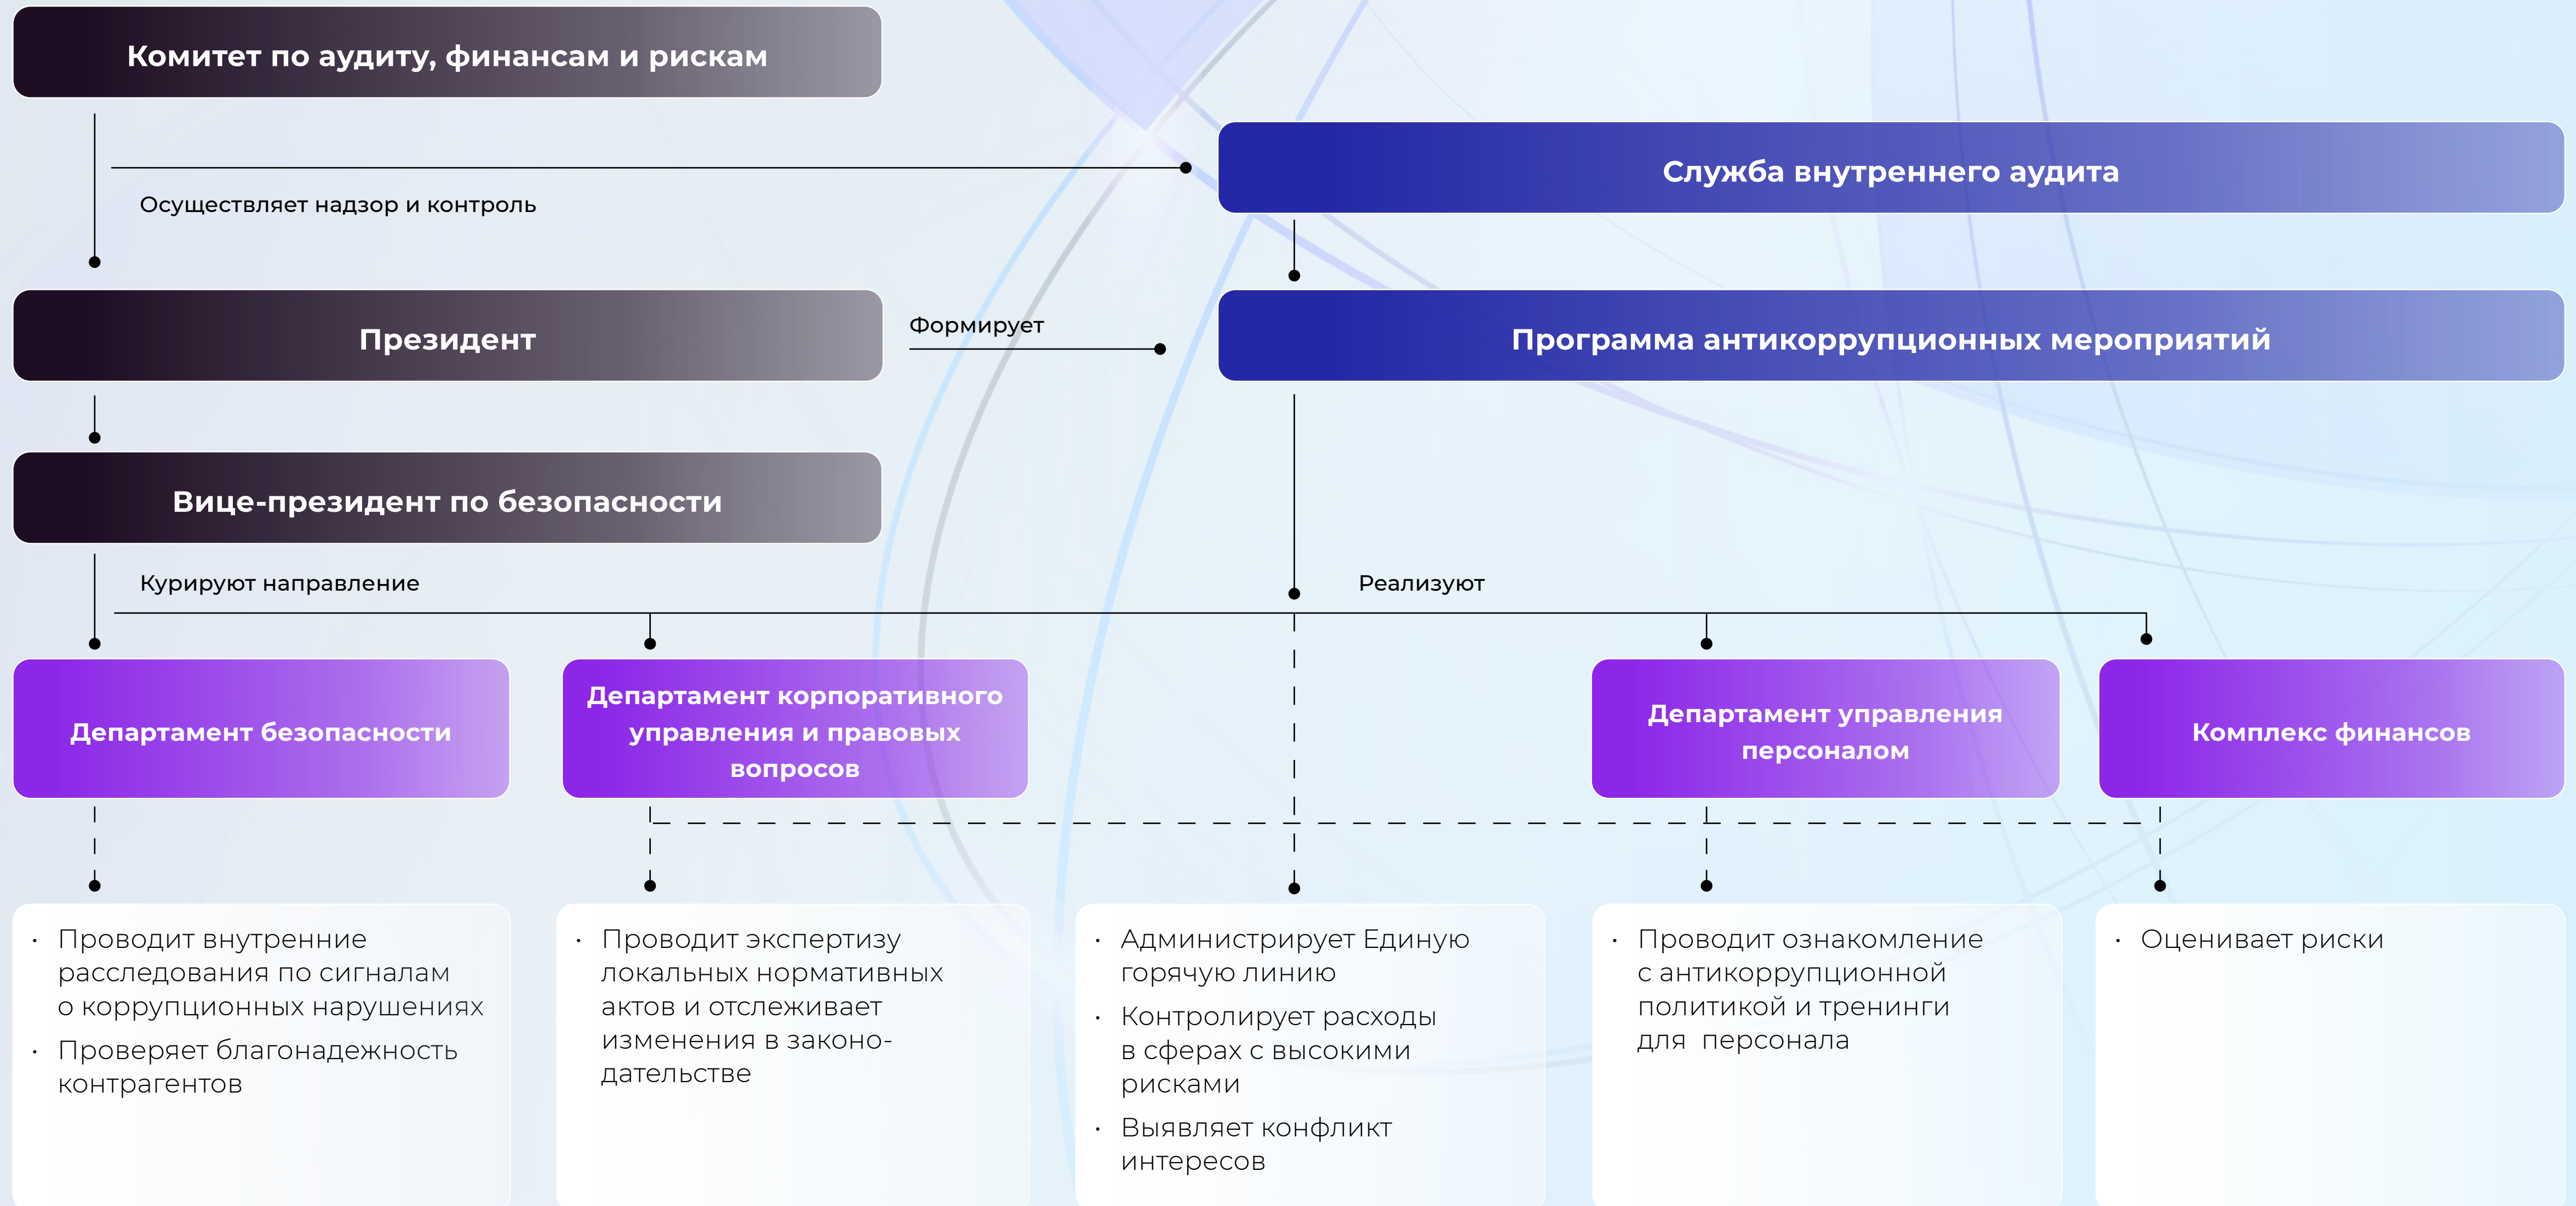 Комитет по аудиту, финансам и рискам
Служба внутреннего аудита
Осуществляет надзор и контроль
Президент
Формирует
Программа антикоррупционных мероприятий
Вице-президент по безопасности
Курируют направление
Реализуют
Департамент безопасности
Департамент корпоративного
управления и правовых
вопросов
Департамент управления
персоналом
Комплекс финансов
· Проводит внутренние
расследования по сигналам
о коррупционных нарушениях
· Проверяет благонадежность
контрагентов
· Проводит экспертизу
локальных нормативных
актов и отслеживает
изменения в законо-
дательстве
· Администрирует Единую
горячую линию
· Контролирует расходы
в сферах с высокими
рисками
· Выявляет конфликт
интересов
· Проводит ознакомление
с антикоррупционной
политикой и тренинги
для персонала
· Оценивает риски